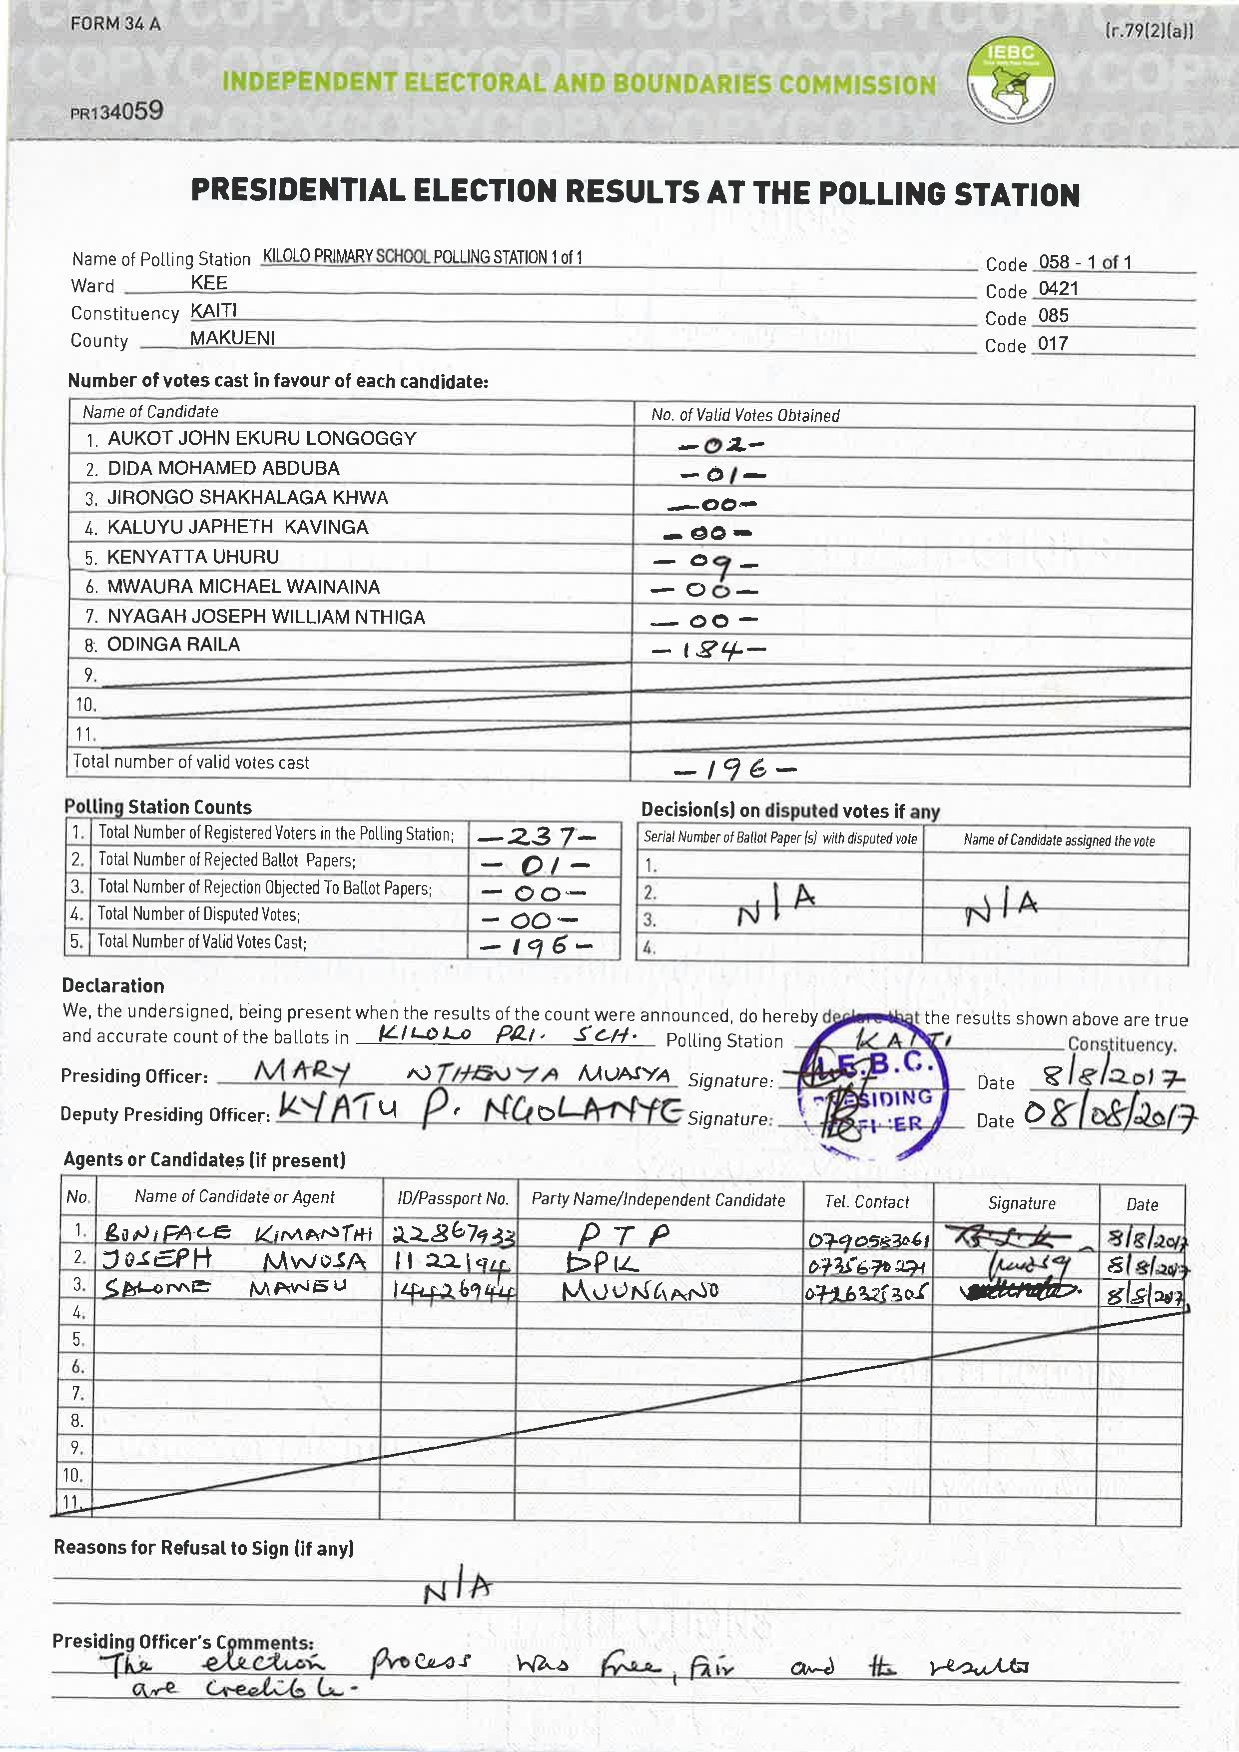 FORM 34 A
(r.79(2)(a))
IEBC
INDEPENDENT ELECTORAL AND BOUNDARIES COMMISSION
PR134059
PRESIDENTIAL ELECTION RESULTS AT THE POLLING STATION
Name of Polling Station KILOLO PRIMARY SCHOOL POLLING STATION 1 of 1 Code 058 - 1 of 1
Ward KEE Code 0421
Constituency KAITI Code 085
County MAKUENI Code 017
Number of votes cast in favour of each candidate:
Name of Candidate No. of Valid Votes Obtained
1. AUKOT JOHN EKURU LONGOGGY -02-
2. DIDA MOHAMED ABDUBA -01-
3. JIRONGO SHAKHALAGA KHWA -00-
4. KALUYU JAPHETH KAVINGA -00-
5. KENYATTA UHURU -09-
6. MWAURA MICHAEL WAINAINA -00-
7. NYAGAH JOSEPH WILLIAM NTHIGA -00-
8. ODINGA RAILA -184-
9.
10.
11.
Total number of valid votes cast -196-
Polling Station Counts
1. Total Number of Registered Voters in the Polling Station; -237-
2. Total Number of Rejected Ballot Papers; -01-
3. Total Number of Rejection Objected To Ballot Papers; -00-
4. Total Number of Disputed Votes; -00-
5. Total Number of Valid Votes Cast; -196-
Decision(s) on disputed votes if any
Serial Number of Ballot Paper (s) with disputed vote Name of Candidate assigned the vote
1.
2.
N/A N/A
3.
4.
Declaration
We, the undersigned, being present when the results of the count were announced, do hereby declare that the results shown above are true
and accurate count of the ballots in KILOLO PRI. SCH. Polling Station KAITI Constituency.
Presiding Officer: MARY NTHENYA MUASYA Signature: Date 8/8/2017
Deputy Presiding Officer: KYATU P. NGOLANYE Signature: Date 08/08/2017
I.E.B.C.
Agents or Candidates (if present)
No. Name of Candidate or Agent ID/Passport No. Party Name/Independent Candidate Tel. Contact Signature Date
1. BONIFACE KIMANTHI 22867933 PTP 0790583061 8/8/2017
2. JOSEPH MWOSA 1122194 DPK 0735670271 8/8/2017
3. SALOME MANGU 14426944 MUUNGANO 0726325305 8/8/2017
4.
5.
6.
7.
8.
9.
10.
11.
Reasons for Refusal to Sign (if any)
N/A
Presiding Officer's Comments:
The election process was free, fair and the results
are credible.